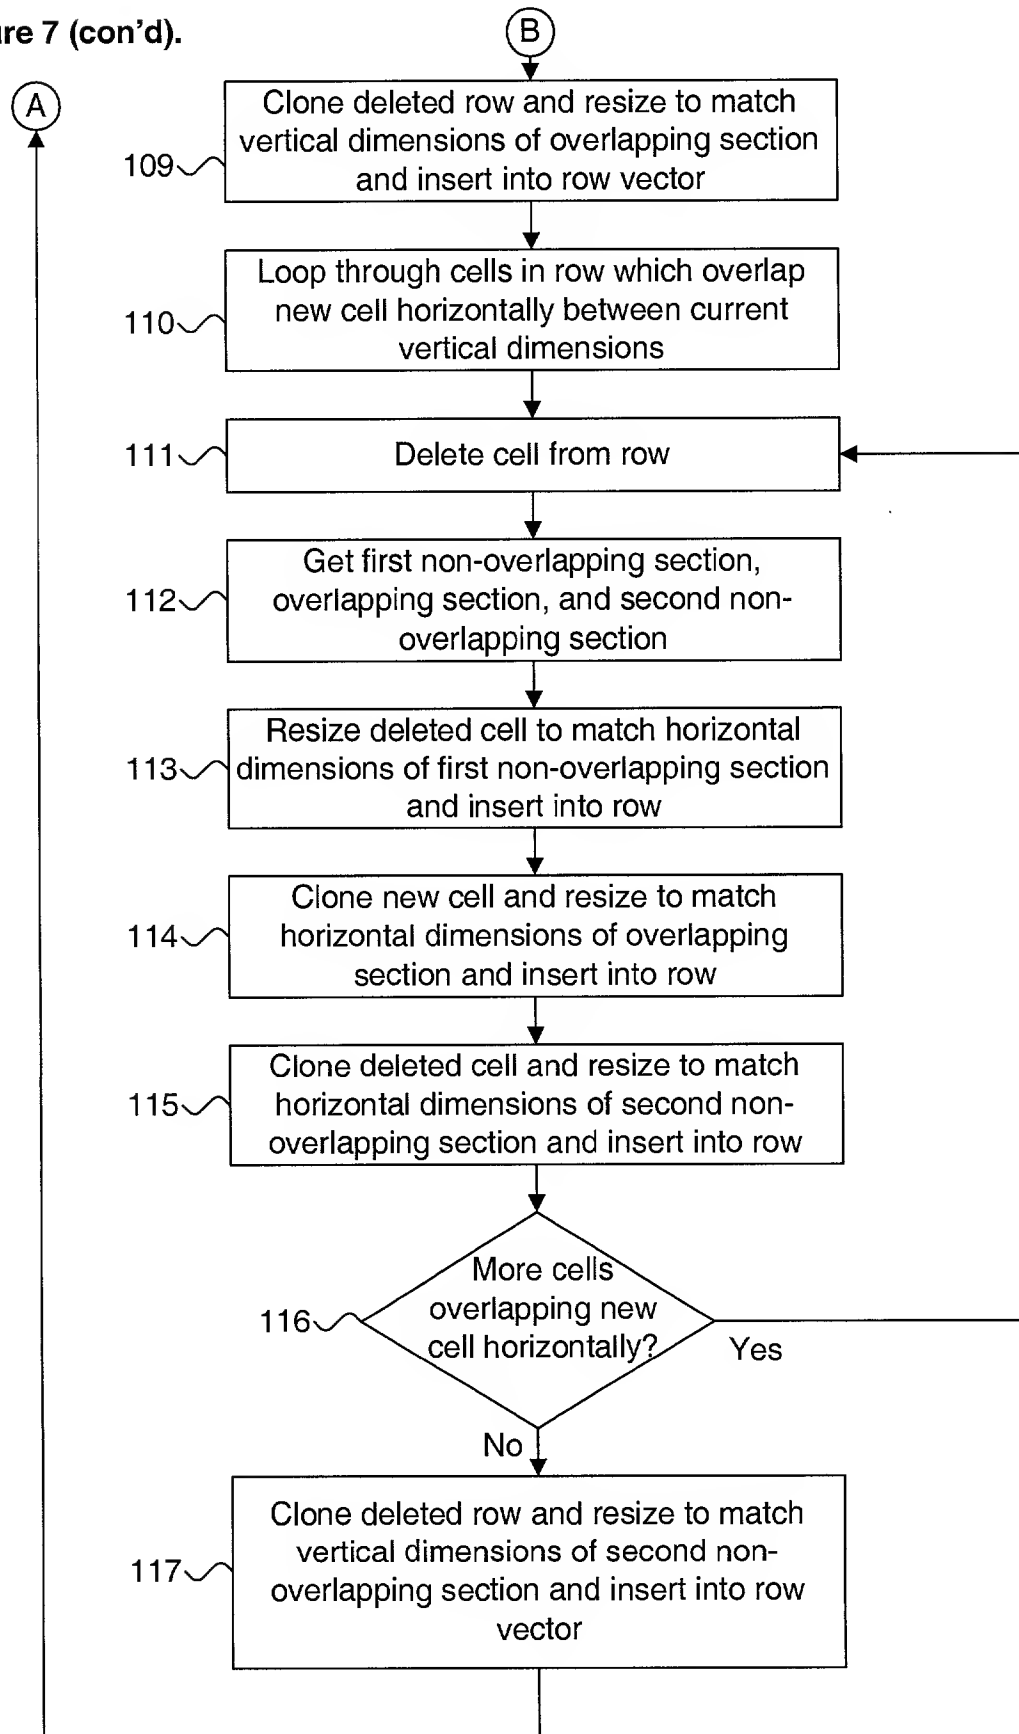 ure 7 (con'd).
B
A
Clone deleted row and resize to match
vertical dimensions of overlapping section
and insert into row vector
109
Loop through cells in row which overlap
new cell horizontally between current
vertical dimensions
110
Delete cell from row
111
Get first non-overlapping section,
overlapping section, and second non-
overlapping section
112
Resize deleted cell to match horizontal
dimensions of first non-overlapping section
and insert into row
113
Clone new cell and resize to match
horizontal dimensions of overlapping
section and insert into row
114
Clone deleted cell and resize to match
horizontal dimensions of second non-
overlapping section and insert into row
115
More cells
overlapping new
cell horizontally?
116
Yes
No
Clone deleted row and resize to match
vertical dimensions of second non-
overlapping section and insert into row
vector
117